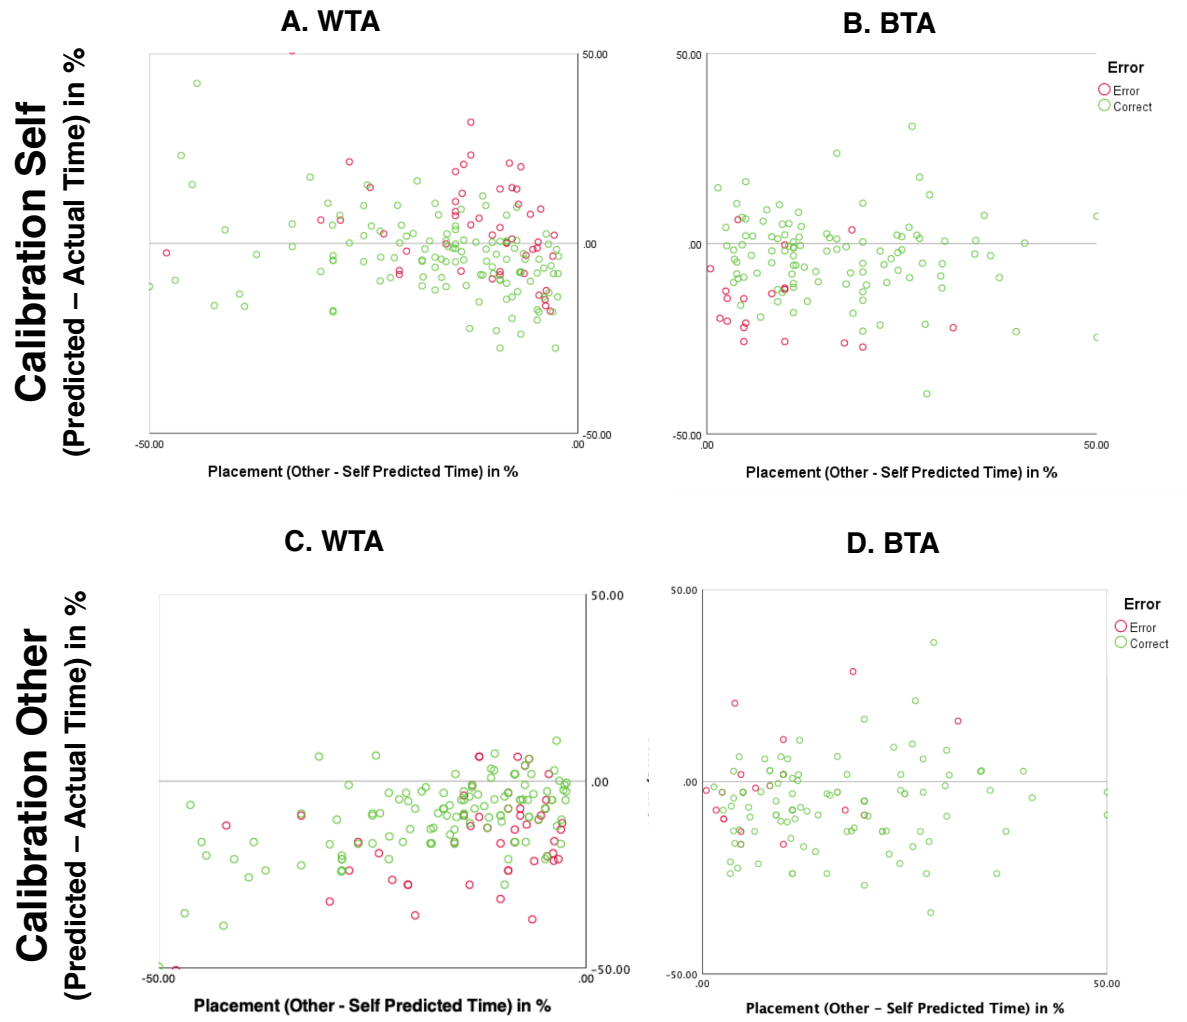 A. WTA
B. BTA
Calibration Self
(Predicted – Actual Time) in %
50.00
.00
-50.00
-50.00
.00
Placement (Other - Self Predicted Time) in %
50.00
.00
-50.00
.00
50.00
Placement (Other - Self Predicted Time) in %
Error
Error
Correct
C. WTA
D. BTA
Calibration Other
(Predicted – Actual Time) in %
50.00
.00
-50.00
-50.00
.00
Placement (Other - Self Predicted Time) in %
50.00
.00
-50.00
.00
50.00
Placement (Other – Self Predicted Time) in %
Error
Error
Correct